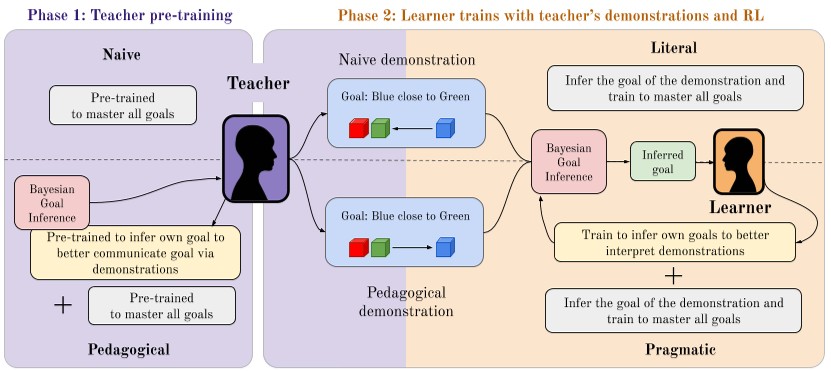 Phase 1: Teacher pre-training
Phase 2: Learner trains with teacher's demonstrations and RL
Naive
Pre-trained
to master all goals
Teacher
Bayesian
Goal
Inference
Pre-trained to infer own goal to
better communicate goal via
demonstrations
+
Pre-trained
to master all goals
Pedagogical
Naive demonstration
Goal: Blue close to Green
Goal: Blue close to Green
Pedagogical
demonstration
Literal
Infer the goal of the demonstration and
train to master all goals
Bayesian
Goal
Inference
Inferred
goal
Learner
Train to infer own goals to better
interpret demonstrations
+
Infer the goal of the demonstration and
train to master all goals
Pragmatic